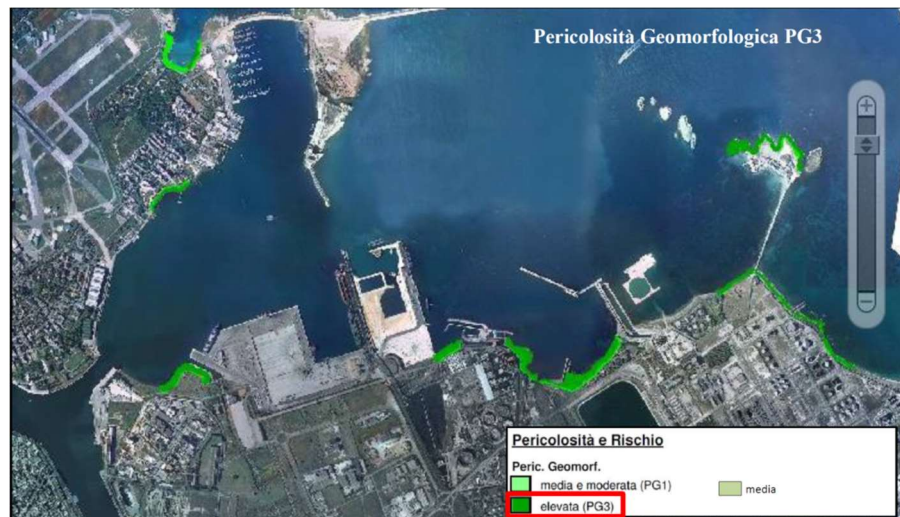 Pericolosità Geomorfologica PG3
Pericolosità e Rischio
Peric. Geomorf.
media e moderata (PG1)
media
elevata (PG3)